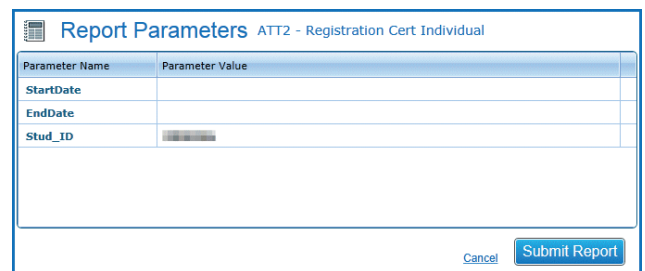 Report Parameters ATT2 - Registration Cert Individual
Parameter Name Parameter Value
StartDate
EndDate
Stud_ID
Cancel Submit Report